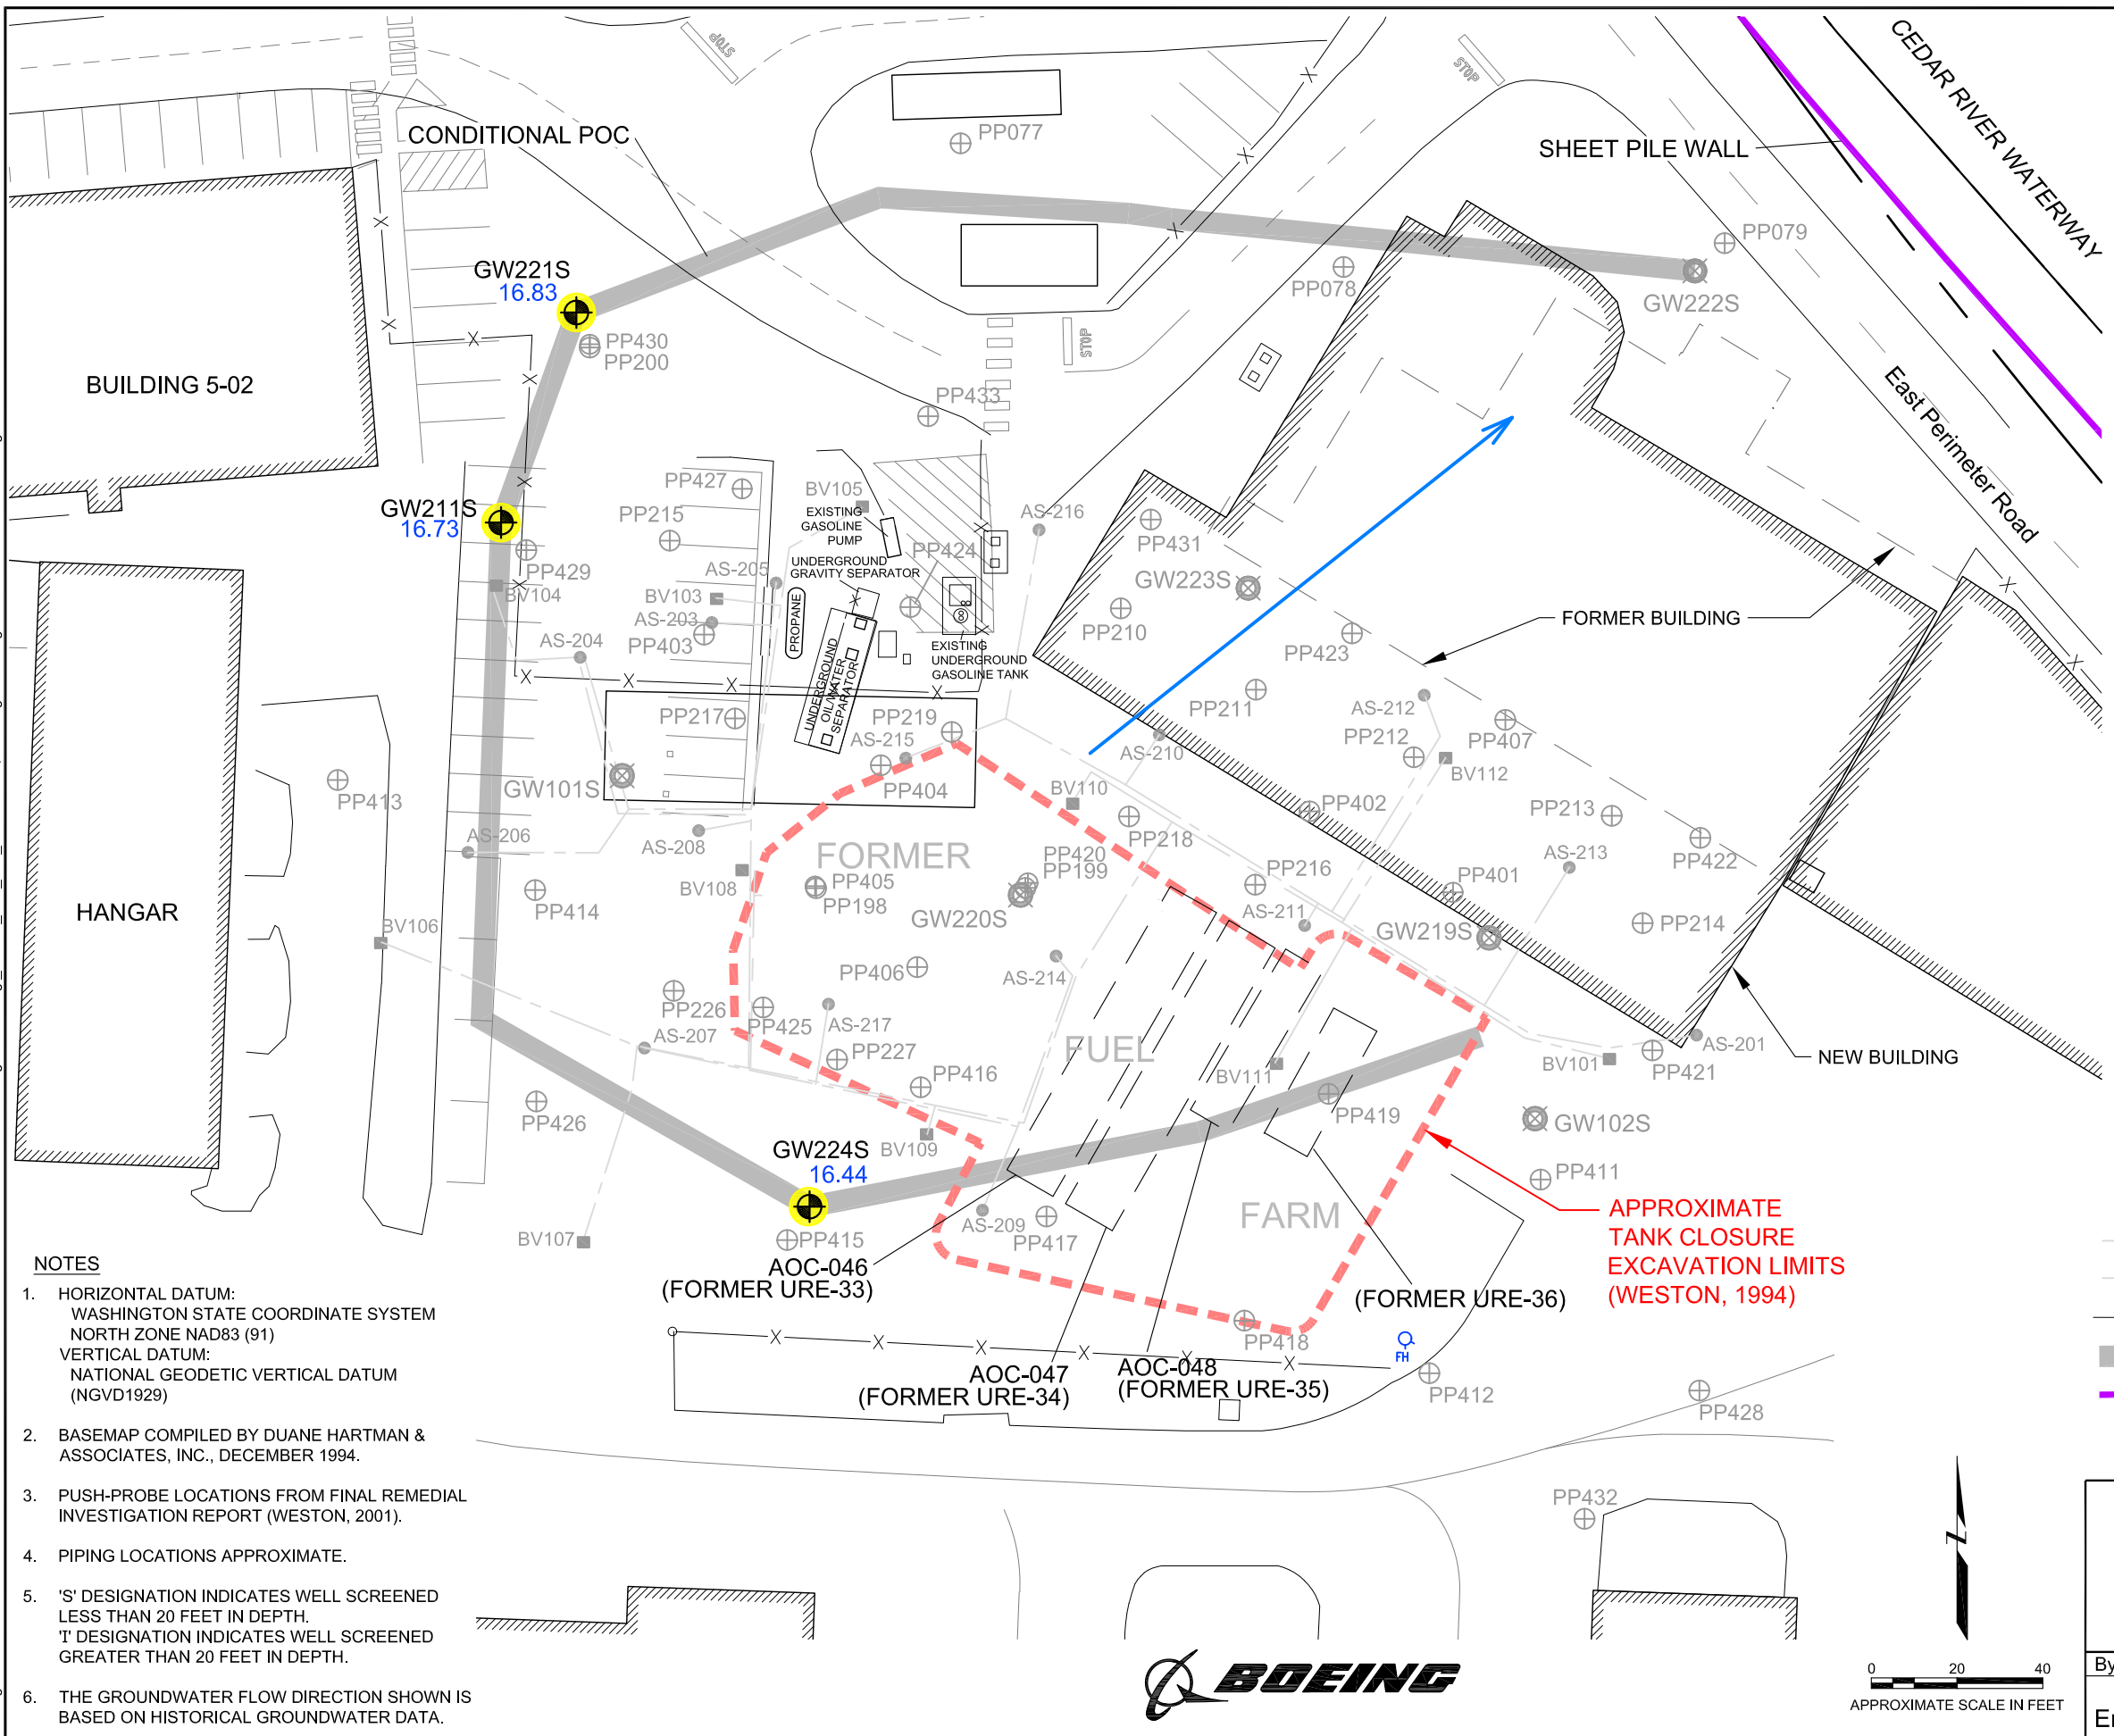 STOP
STOP
CEDAR RIVER WATERWAY
CONDITIONAL POC
PP077
SHEET PILE WALL
PP079
GW221S
16.83
PP078
GW222S
PP430
PP200
STOP
BUILDING 5-02
East Perimeter Road
PP433
PP427
BV105
GW211S
16.73
PP215
EXISTING
GASOLINE
PUMP
AS-216
PP431
PP424
UNDERGROUND
GRAVITY SEPARATOR
PP429
BV104
AS-205
GW223S
BV103
AS-203
PROPANE
PP403
PP210
FORMER BUILDING
AS-204
EXISTING
UNDERGROUND
GASOLINE TANK
UNDERGROUND
OIL/WATER
SEPARATOR
PP423
PP217
PP219
PP211
AS-212
AS-215
AS-210
PP212
PP407
PP413
GW101S
PP404
BV110
BV112
PP402
PP213
AS-206
AS-208
PP218
PP422
FORMER
PP420
PP199
AS-213
BV108
PP405
PP198
PP216
PP401
HANGAR
PP414
GW220S
AS-211
GW219S
PP214
BV106
PP406
AS-214
PP226
PP425
AS-217
AS-207
PP227
FUEL
AS-201
NEW BUILDING
BV111
BV101
PP421
PP416
PP426
PP419
GW102S
GW224S
16.44
BV109
PP411
APPROXIMATE
TANK CLOSURE
EXCAVATION LIMITS
(WESTON, 1994)
AS-209
PP417
FARM
BV107
PP415
AOC-046
(FORMER URE-33)
(FORMER URE-36)
PP418
FH
AOC-047
(FORMER URE-34)
AOC-048
(FORMER URE-35)
PP412
PP428
PP432
NOTES
1. HORIZONTAL DATUM:
WASHINGTON STATE COORDINATE SYSTEM
NORTH ZONE NAD83 (91)
VERTICAL DATUM:
NATIONAL GEODETIC VERTICAL DATUM
(NGVD1929)
2. BASEMAP COMPILED BY DUANE HARTMAN &
ASSOCIATES, INC., DECEMBER 1994.
3. PUSH-PROBE LOCATIONS FROM FINAL REMEDIAL
INVESTIGATION REPORT (WESTON, 2001).
4. PIPING LOCATIONS APPROXIMATE.
5. 'S' DESIGNATION INDICATES WELL SCREENED
LESS THAN 20 FEET IN DEPTH.
'I' DESIGNATION INDICATES WELL SCREENED
GREATER THAN 20 FEET IN DEPTH.
6. THE GROUNDWATER FLOW DIRECTION SHOWN IS
BASED ON HISTORICAL GROUNDWATER DATA.
BOEING
N
0 20 40
APPROXIMATE SCALE IN FEET
By